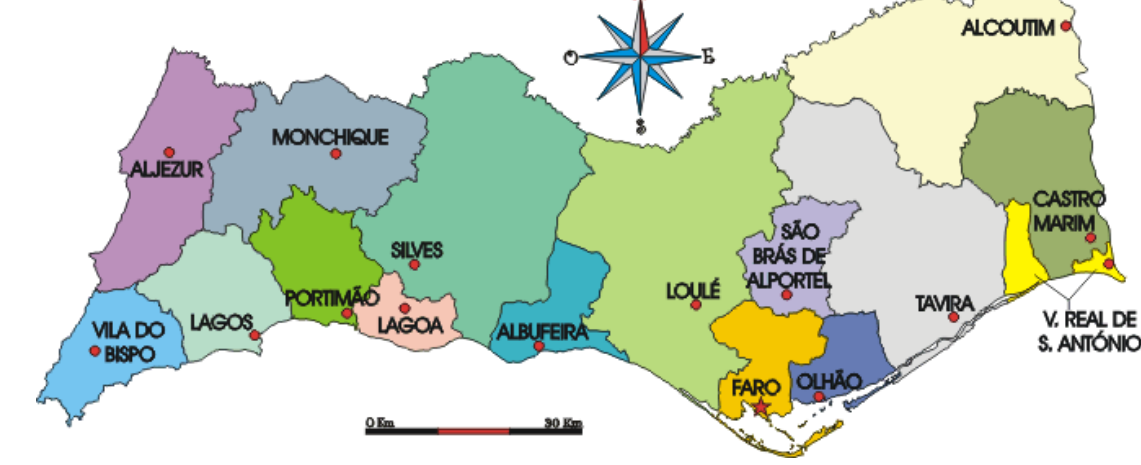 ALCOUTIM
O
E
S
MONCHIQUE
ALJEZUR
CASTRO
MARIM
SÃO
BRÁS DE
ALPORTEL
SILVES
LOULÉ
PORTIMÃO
TAVIRA
LAGOS
LAGOA
V. REAL DE
S. ANTÓNIO
VILA DO
BISPO
ALBUFEIRA
FARO
OLHÃO
0 Km
30 Km